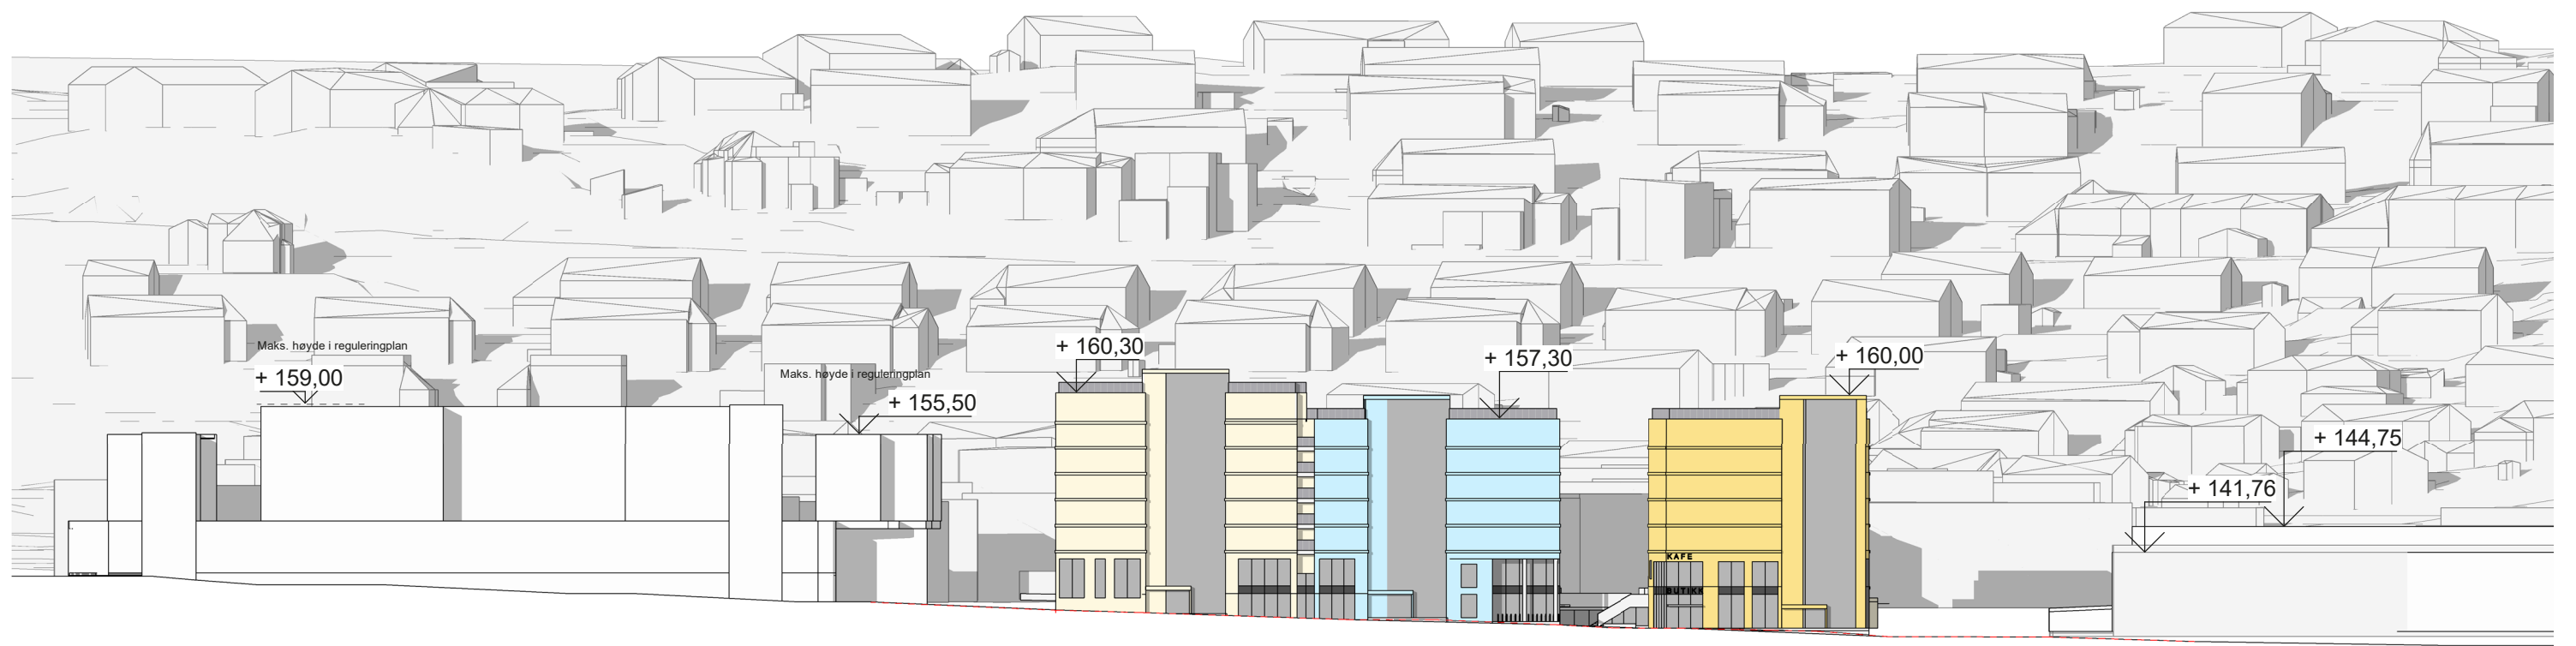 Maks. høyde i reguleringplan
+ 159,00
Maks. høyde i reguleringplan
+ 155,50
+ 160,30
+ 157,30
+ 160,00
+ 144,75
+ 141,76
KAFE
BUTIKK